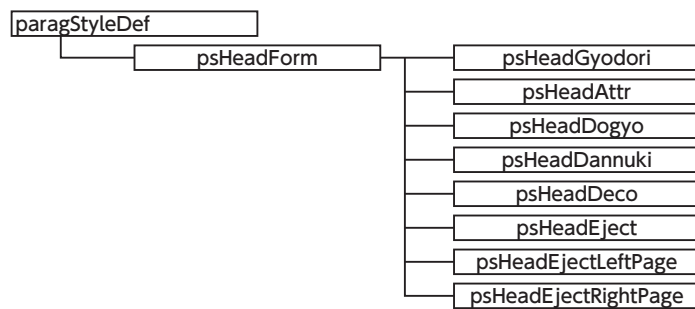 paragStyleDef
psHeadForm
psHeadGyodori
psHeadAttr
psHeadDogyo
psHeadDannuki
psHeadDeco
psHeadEject
psHeadEjectLeftPage
psHeadEjectRightPage